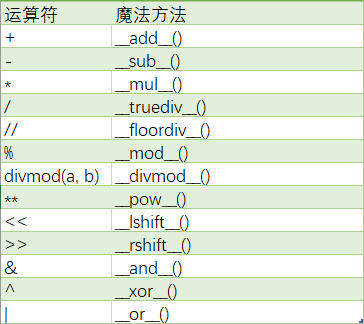 运算符 魔法方法
+ __add__()
- __sub__()
* __mul__()
/ __truediv__()
// __floordiv__()
% __mod__()
divmod(a, b) __divmod__()
** __pow__()
<< __lshift__()
>> __rshift__()
& __and__()
^ __xor__()
| __or__()